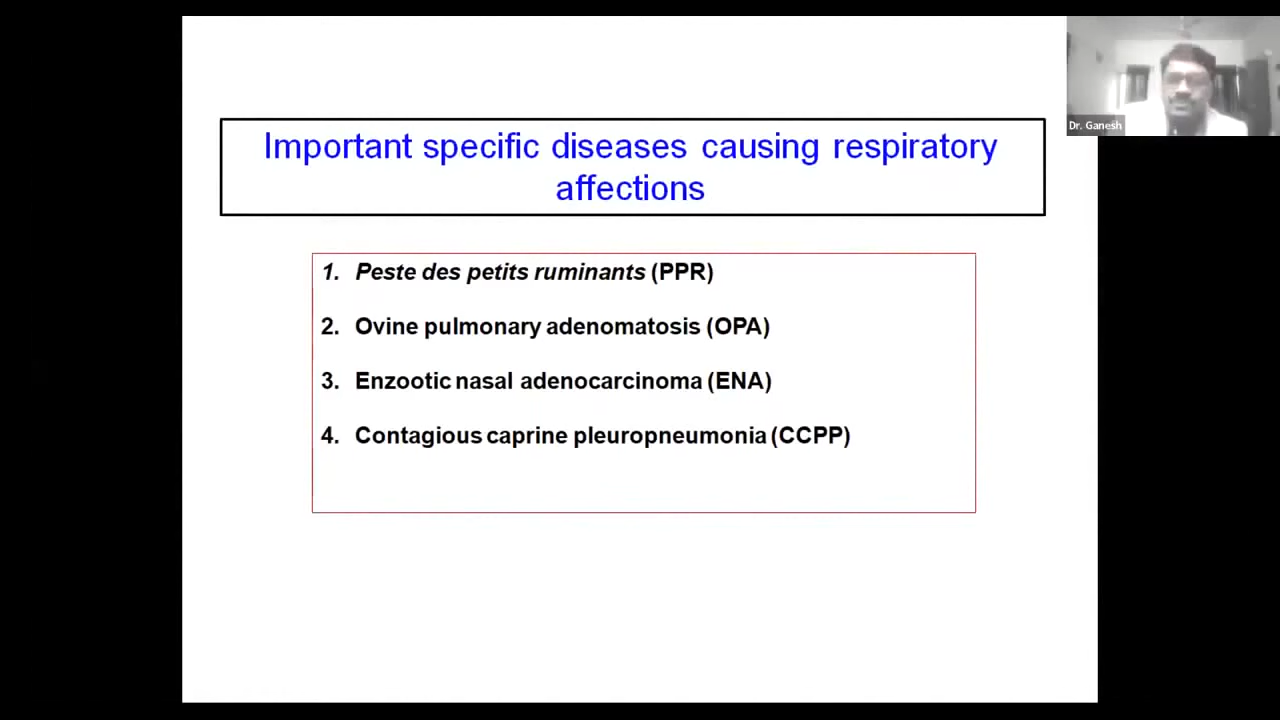 Dr. Ganesh
Important specific diseases causing respiratory
affections
1. Peste des petits ruminants (PPR)
2. Ovine pulmonary adenomatosis (OPA)
3. Enzootic nasal adenocarcinoma (ENA)
4. Contagious caprine pleuropneumonia (CCPP)